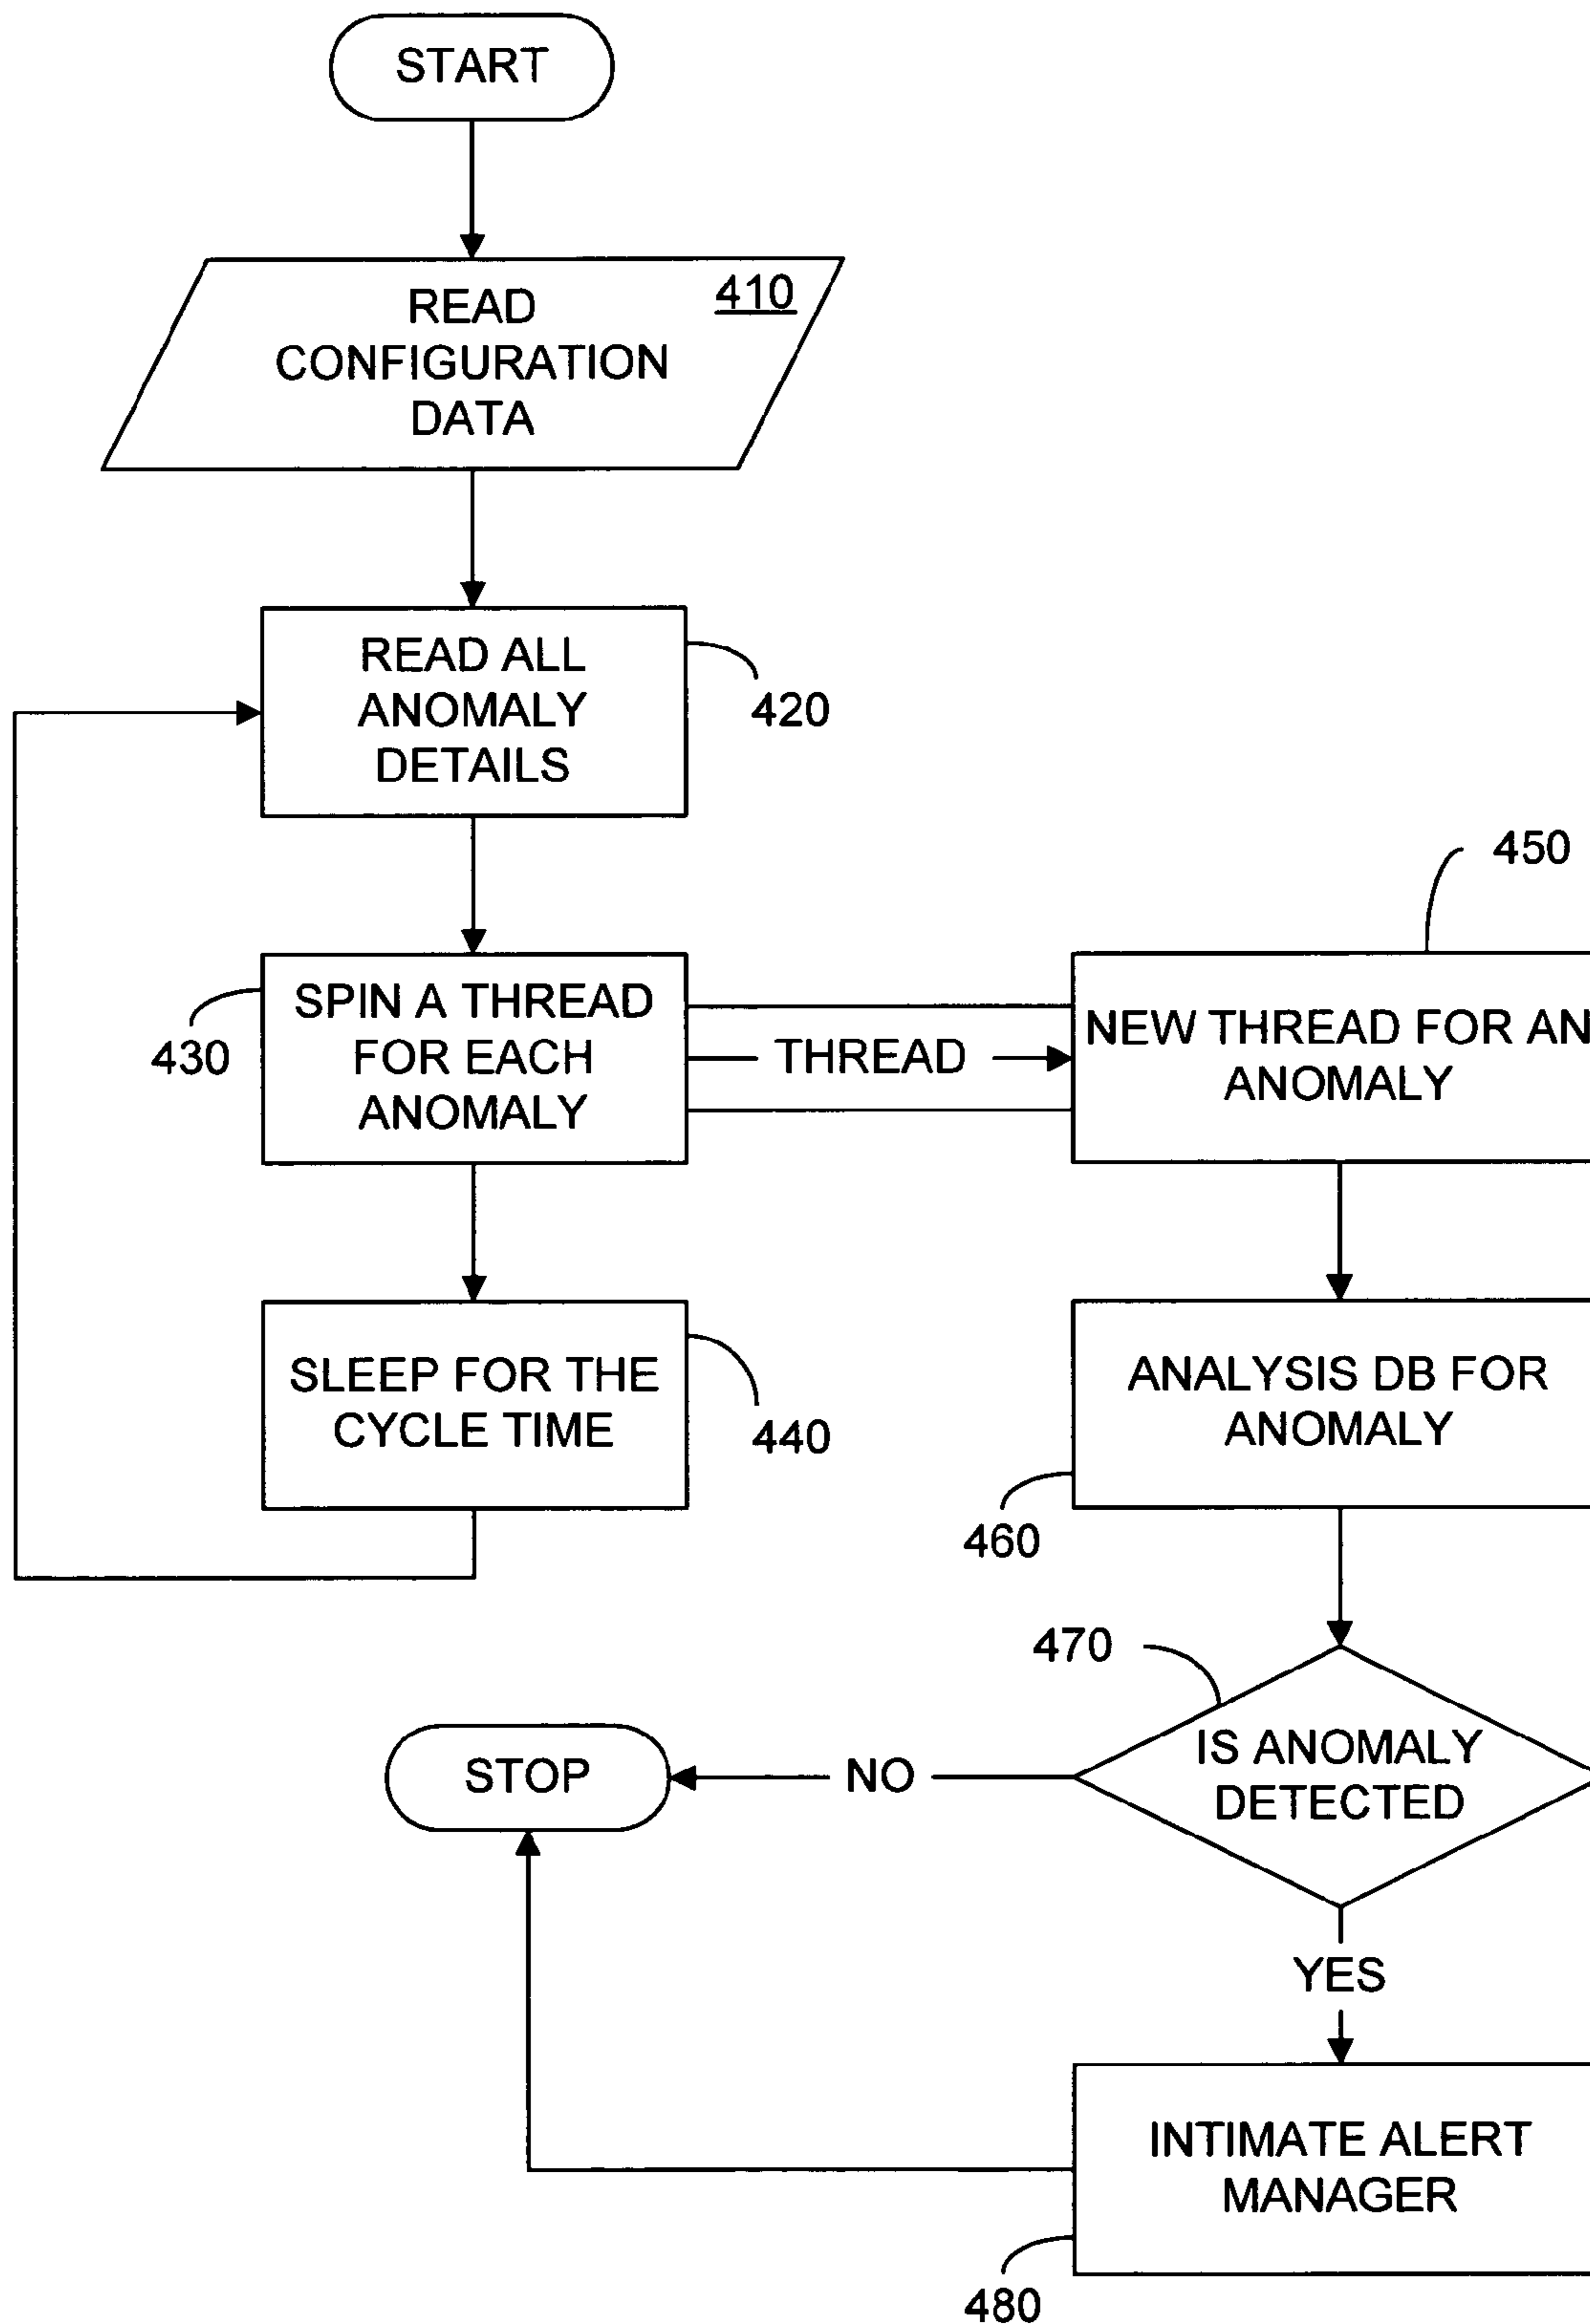 START
410
READ
CONFIGURATION
DATA
READ ALL
ANOMALY
DETAILS
420
450
SPIN A THREAD
FOR EACH
ANOMALY
430
THREAD
NEW THREAD FOR AN
ANOMALY
SLEEP FOR THE
CYCLE TIME
440
ANALYSIS DB FOR
ANOMALY
460
470
IS ANOMALY
DETECTED
NO
STOP
YES
INTIMATE ALERT
MANAGER
480